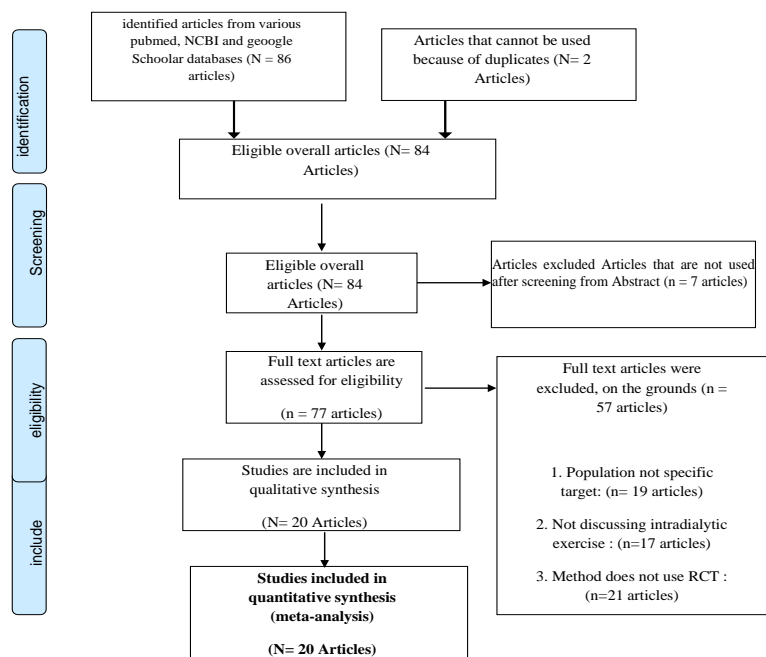 identified articles from various
pubmed, NCBI and geoogle
Schoolar databases (N = 86
articles)
Articles that cannot be used
because of duplicates (N= 2
Articles)
identification
Eligible overall articles (N= 84
Articles)
Screening
Eligible overall
articles (N= 84
Articles)
Articles excluded Articles that are not used
after screening from Abstract (n = 7 articles)
eligibility
Full text articles are
assessed for eligibility
(n = 77 articles)
Full text articles were
excluded, on the grounds (n =
57 articles)
1. Population not specific
target: (n= 19 articles)
2. Not discussing intradialytic
exercise : (n=17 articles)
3. Method does not use RCT :
(n=21 articles)
include
Studies are included in
qualitative synthesis
(N= 20 Articles)
Studies included in
quantitative synthesis
(meta-analysis)
(N= 20 Articles)